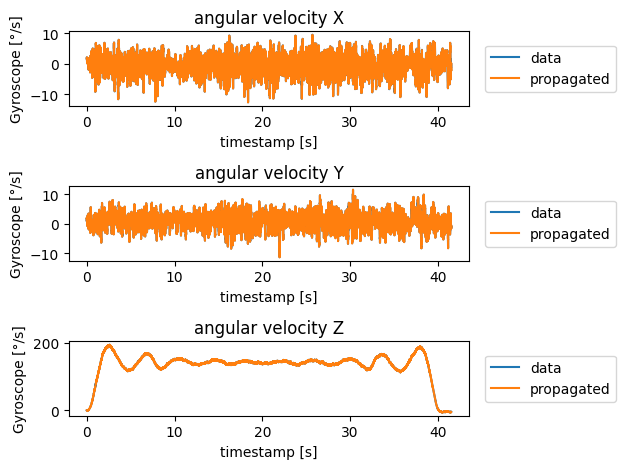 angular velocity X
Gyroscope [°/s]
10
0
−10
0
10
20
30
40
timestamp [s]
data
propagated
angular velocity Y
Gyroscope [°/s]
10
0
−10
0
10
20
30
40
timestamp [s]
data
propagated
angular velocity Z
Gyroscope [°/s]
200
0
0
10
20
30
40
timestamp [s]
data
propagated